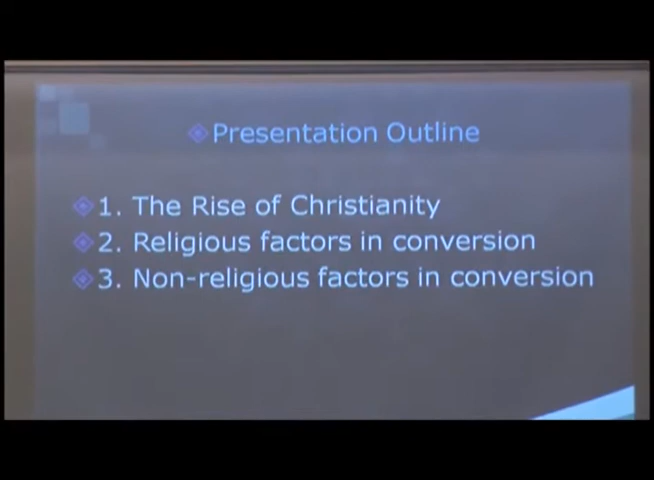 Presentation Outline
1. The Rise of Christianity
2. Religious factors in conversion
3. Non-religious factors in conversion